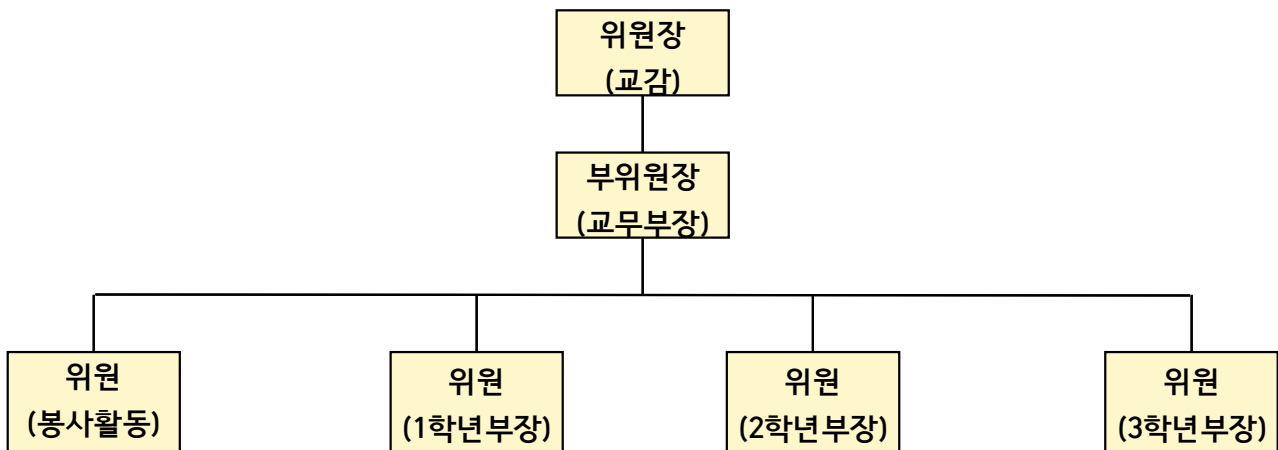 위원장
(교감)
부위원장
(교무부장)
위원
(봉사활동)
위원
(1학년부장)
위원
(2학년부장)
위원
(3학년부장)